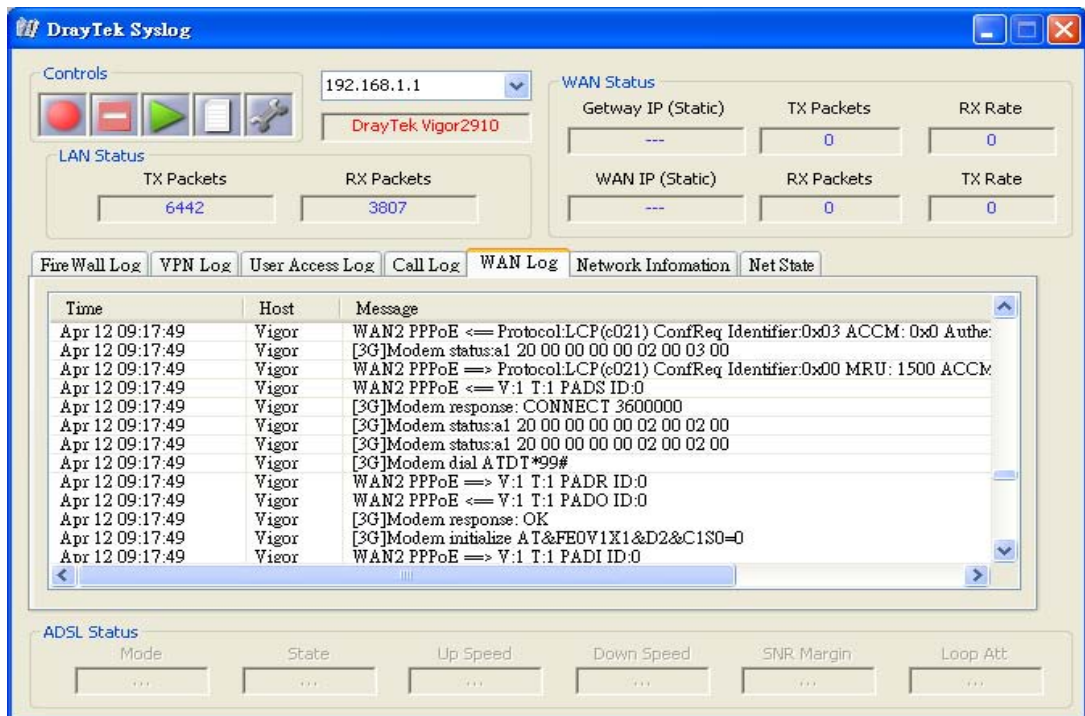 DrayTek Syslog
Controls
192.168.1.1
DrayTek Vigor2910
WAN Status
Getway IP (Static) TX Packets RX Rate
--- 0 0
WAN IP (Static) RX Packets TX Rate
--- 0 0
LAN Status
TX Packets RX Packets
6442 3807
FireWall Log VPN Log User Access Log Call Log WAN Log Network Infomation Net State
Time Host Message
Apr 12 09:17:49 Vigor WAN2 PPPoE <== Protocol:LCP(c021) ConfReq Identifier:0x03 ACCM: 0x0 Authe:
Apr 12 09:17:49 Vigor [3G]Modem status:a1 20 00 00 00 00 02 00 03 00
Apr 12 09:17:49 Vigor WAN2 PPPoE ==> Protocol:LCP(c021) ConfReq Identifier:0x00 MRU: 1500 ACCM
Apr 12 09:17:49 Vigor WAN2 PPPoE <== V:1 T:1 PADS ID:0
Apr 12 09:17:49 Vigor [3G]Modem response: CONNECT 3600000
Apr 12 09:17:49 Vigor [3G]Modem status:a1 20 00 00 00 00 02 00 02 00
Apr 12 09:17:49 Vigor [3G]Modem status:a1 20 00 00 00 00 02 00 02 00
Apr 12 09:17:49 Vigor [3G]Modem dial ATDT*99#
Apr 12 09:17:49 Vigor WAN2 PPPoE ==> V:1 T:1 PADR ID:0
Apr 12 09:17:49 Vigor WAN2 PPPoE <== V:1 T:1 PADO ID:0
Apr 12 09:17:49 Vigor [3G]Modem response: OK
Apr 12 09:17:49 Vigor [3G]Modem initialize AT&FE0V1X1&D2&C1S0=0
Apr 12 09:17:49 Vigor WAN2 PPPoE ==> V:1 T:1 PADI ID:0
ADSL Status
Mode State Up Speed Down Speed SNR Margin Loop Att
... ... ... ... ... ...